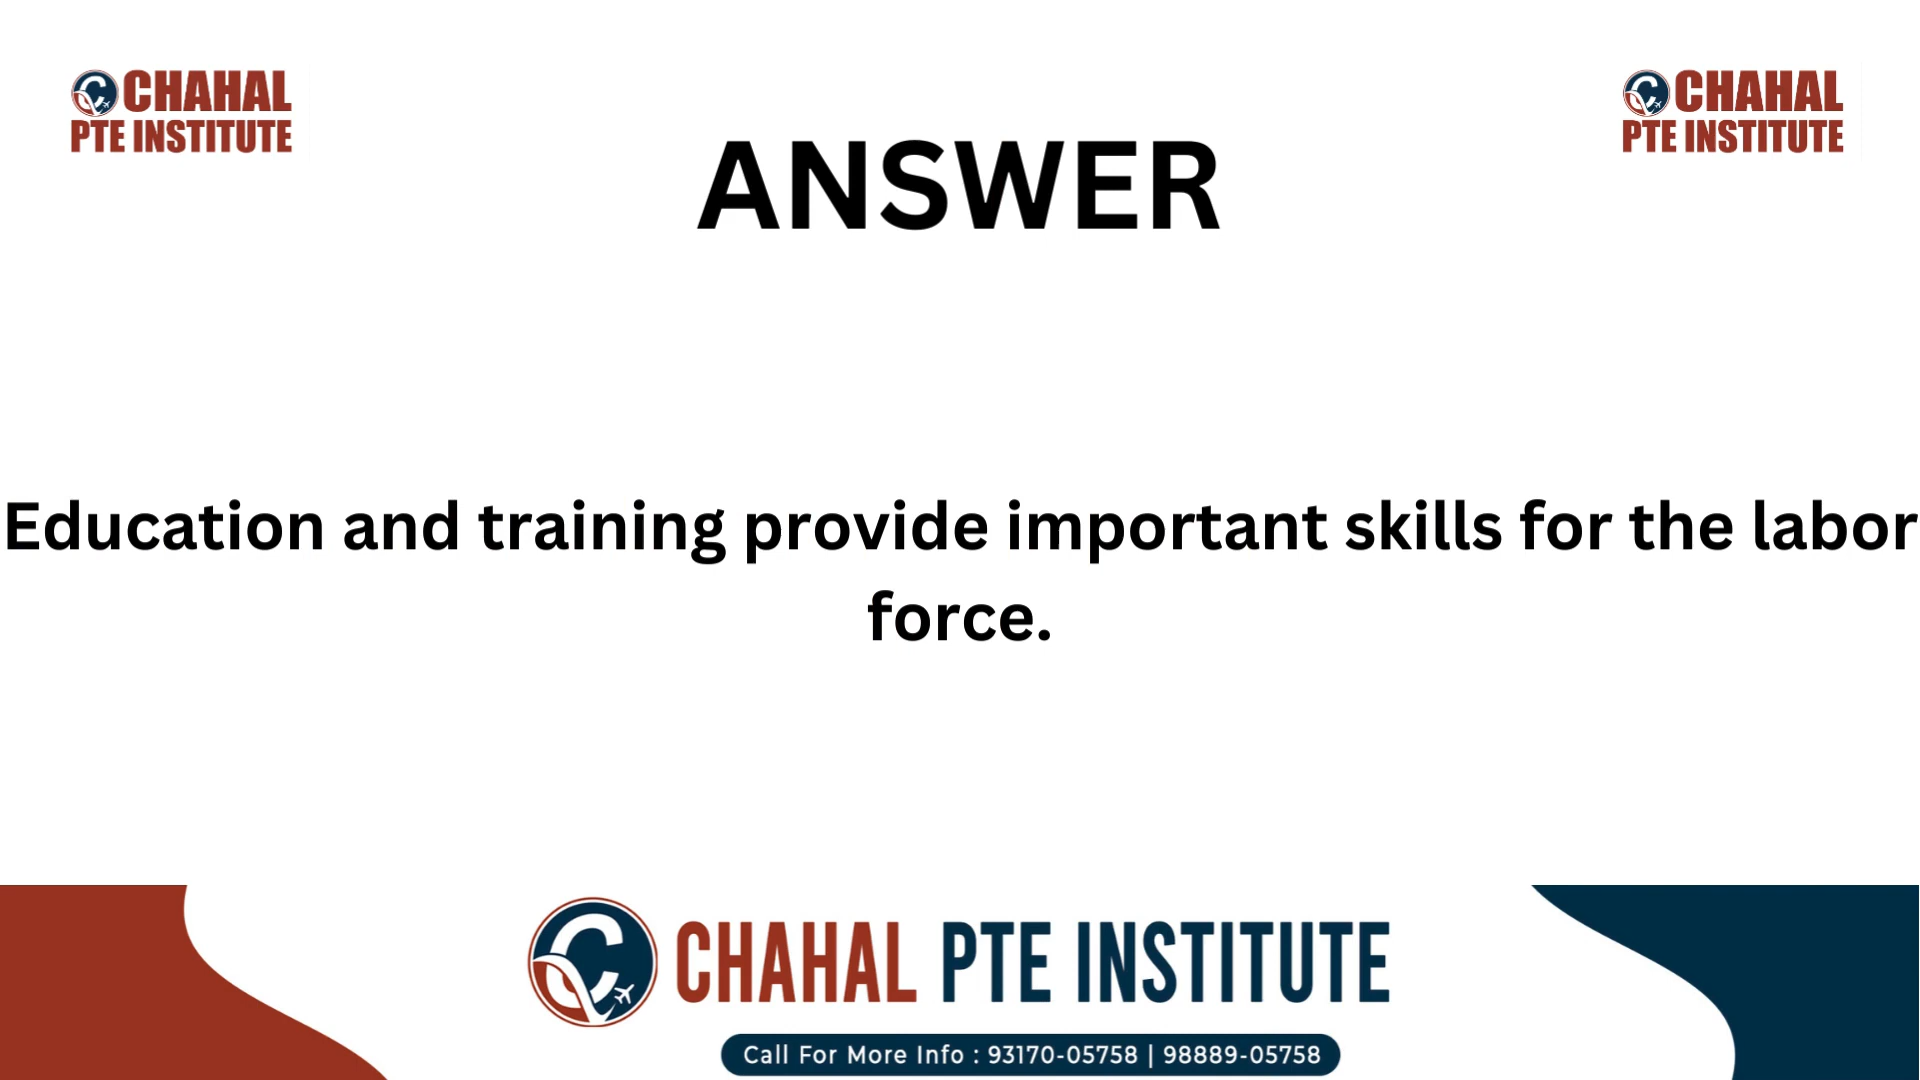 CHAHAL
PTE INSTITUTE
CHAHAL
PTE INSTITUTE
ANSWER
Education and training provide important skills for the labor
force.
CHAHAL PTE INSTITUTE
Call For More Info : 93170-05758 | 98889-05758